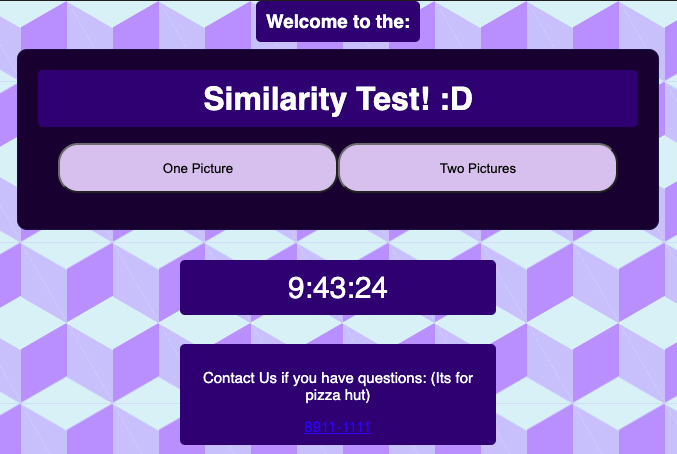 Welcome to the:
Similarity Test! :D
One Picture
Two Pictures
9:43:24
Contact Us if you have questions: (Its for
pizza hut)
8911-1111